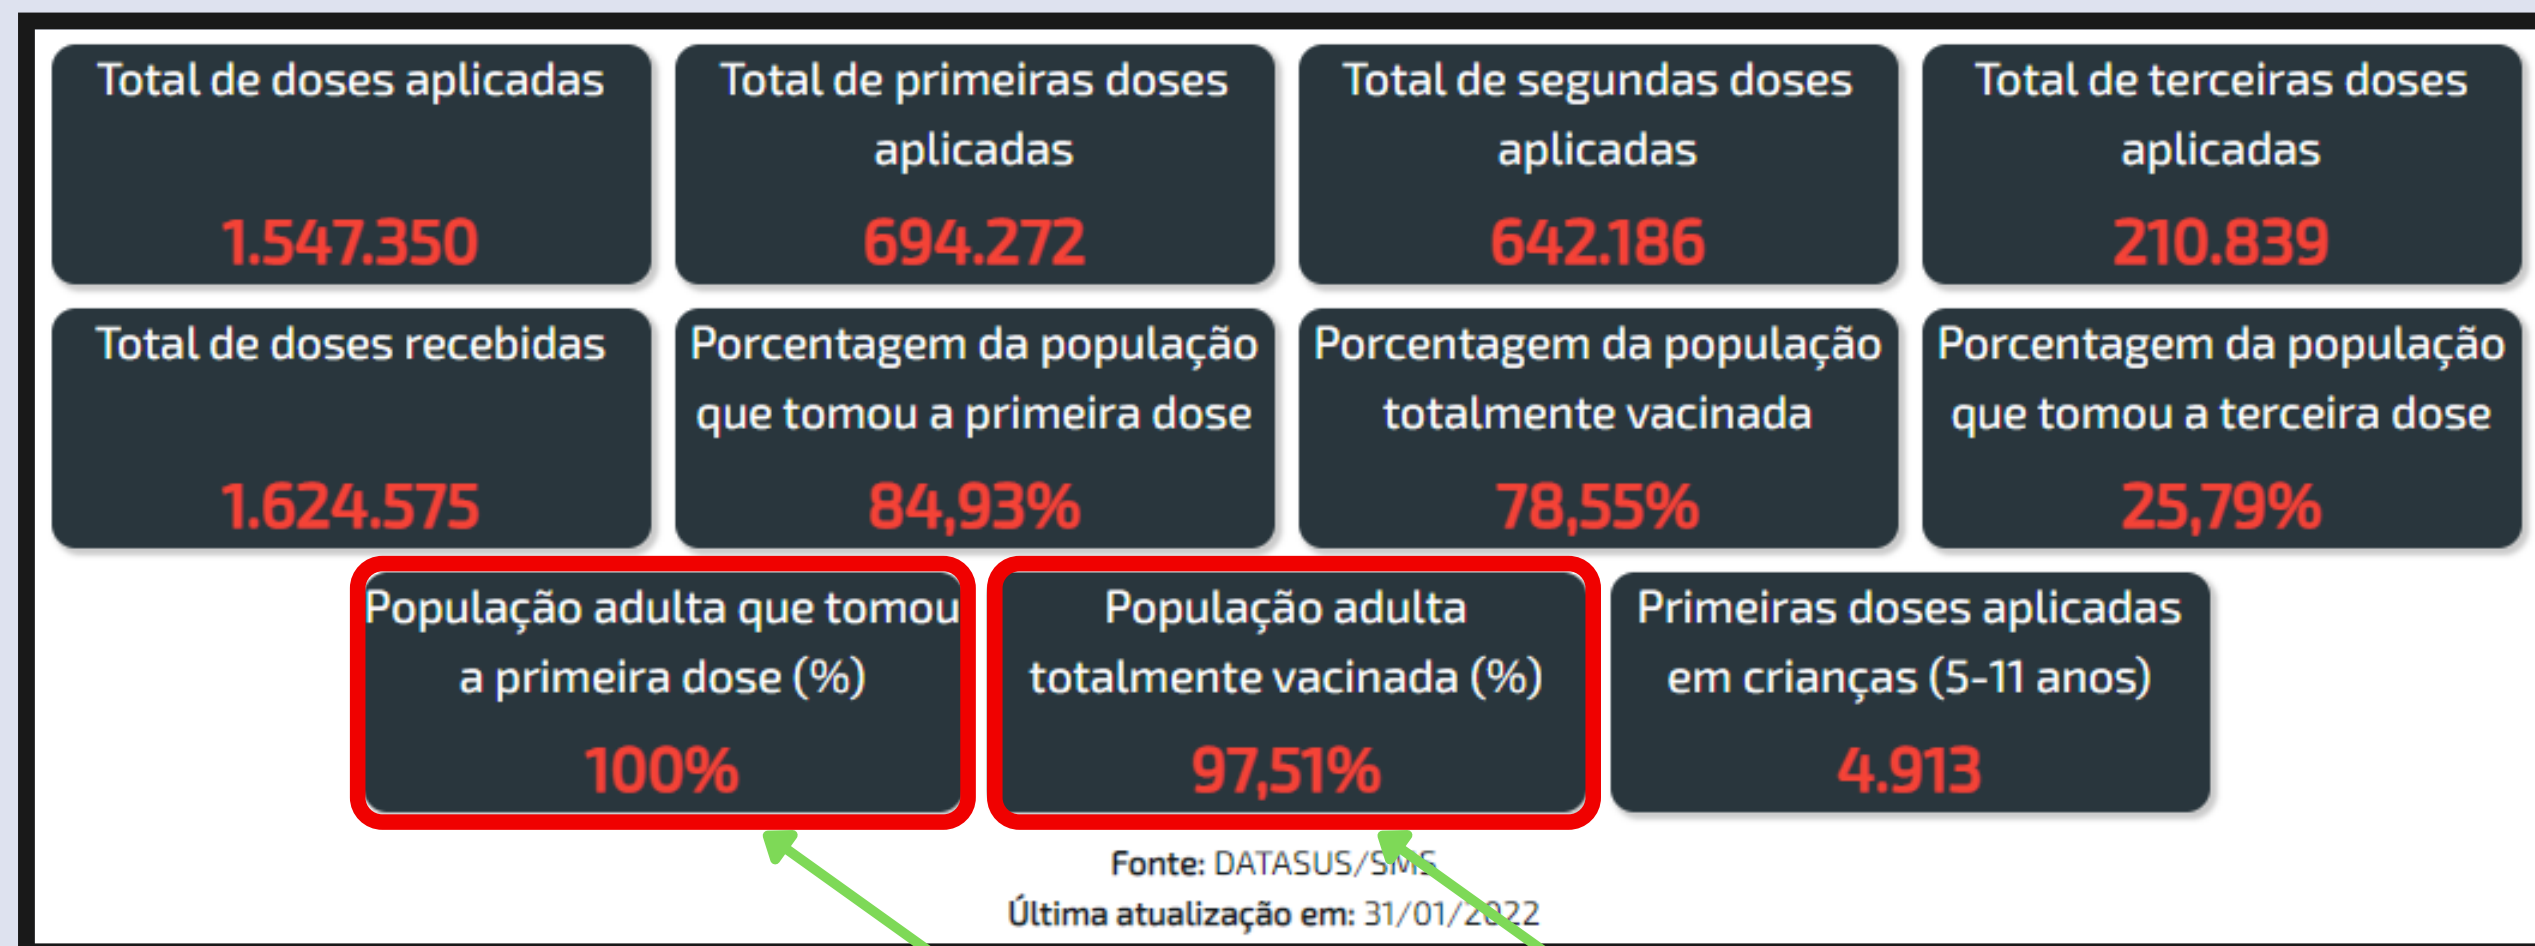 Total de doses aplicadas
1.547.350
Total de primeiras doses
aplicadas
694.272
Total de segundas doses
aplicadas
642.186
Total de terceiras doses
aplicadas
210.839
Total de doses recebidas
1.624.575
Porcentagem da população
que tomou a primeira dose
84,93%
Porcentagem da população
totalmente vacinada
78,55%
Porcentagem da população
que tomou a terceira dose
25,79%
População adulta que tomou
a primeira dose (%)
100%
População adulta
totalmente vacinada (%)
97,51%
Primeiras doses aplicadas
em crianças (5-11 anos)
4.913
Fonte: DATASUS/SMS
Última atualização em: 31/01/2022